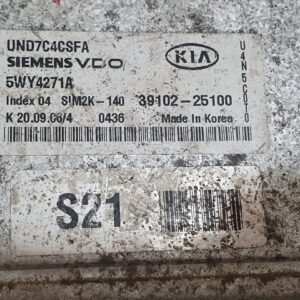 UND7C4CSFA
SIEMENS VDO
KIA
5WY4271A
Index 04 SIM2K-140 39102-25100
K 20.09.06/4 0436 Made in Korea
S21